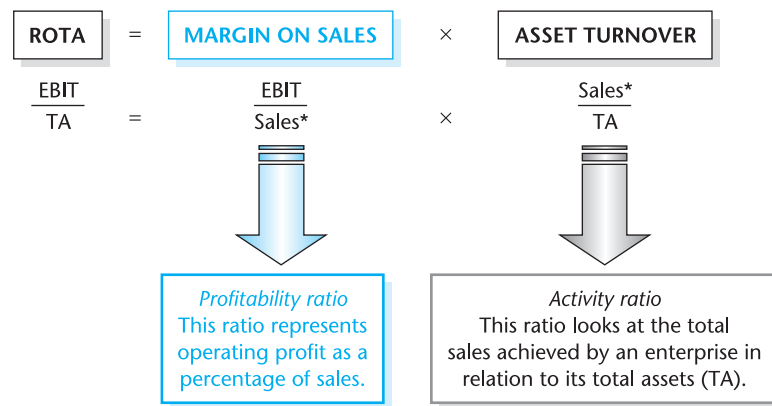 ROTA = MARGIN ON SALES × ASSET TURNOVER
EBIT EBIT Sales*
TA = Sales* × TA
Profitability ratio
This ratio represents
operating profit as a
percentage of sales.
Activity ratio
This ratio looks at the total
sales achieved by an enterprise in
relation to its total assets (TA).